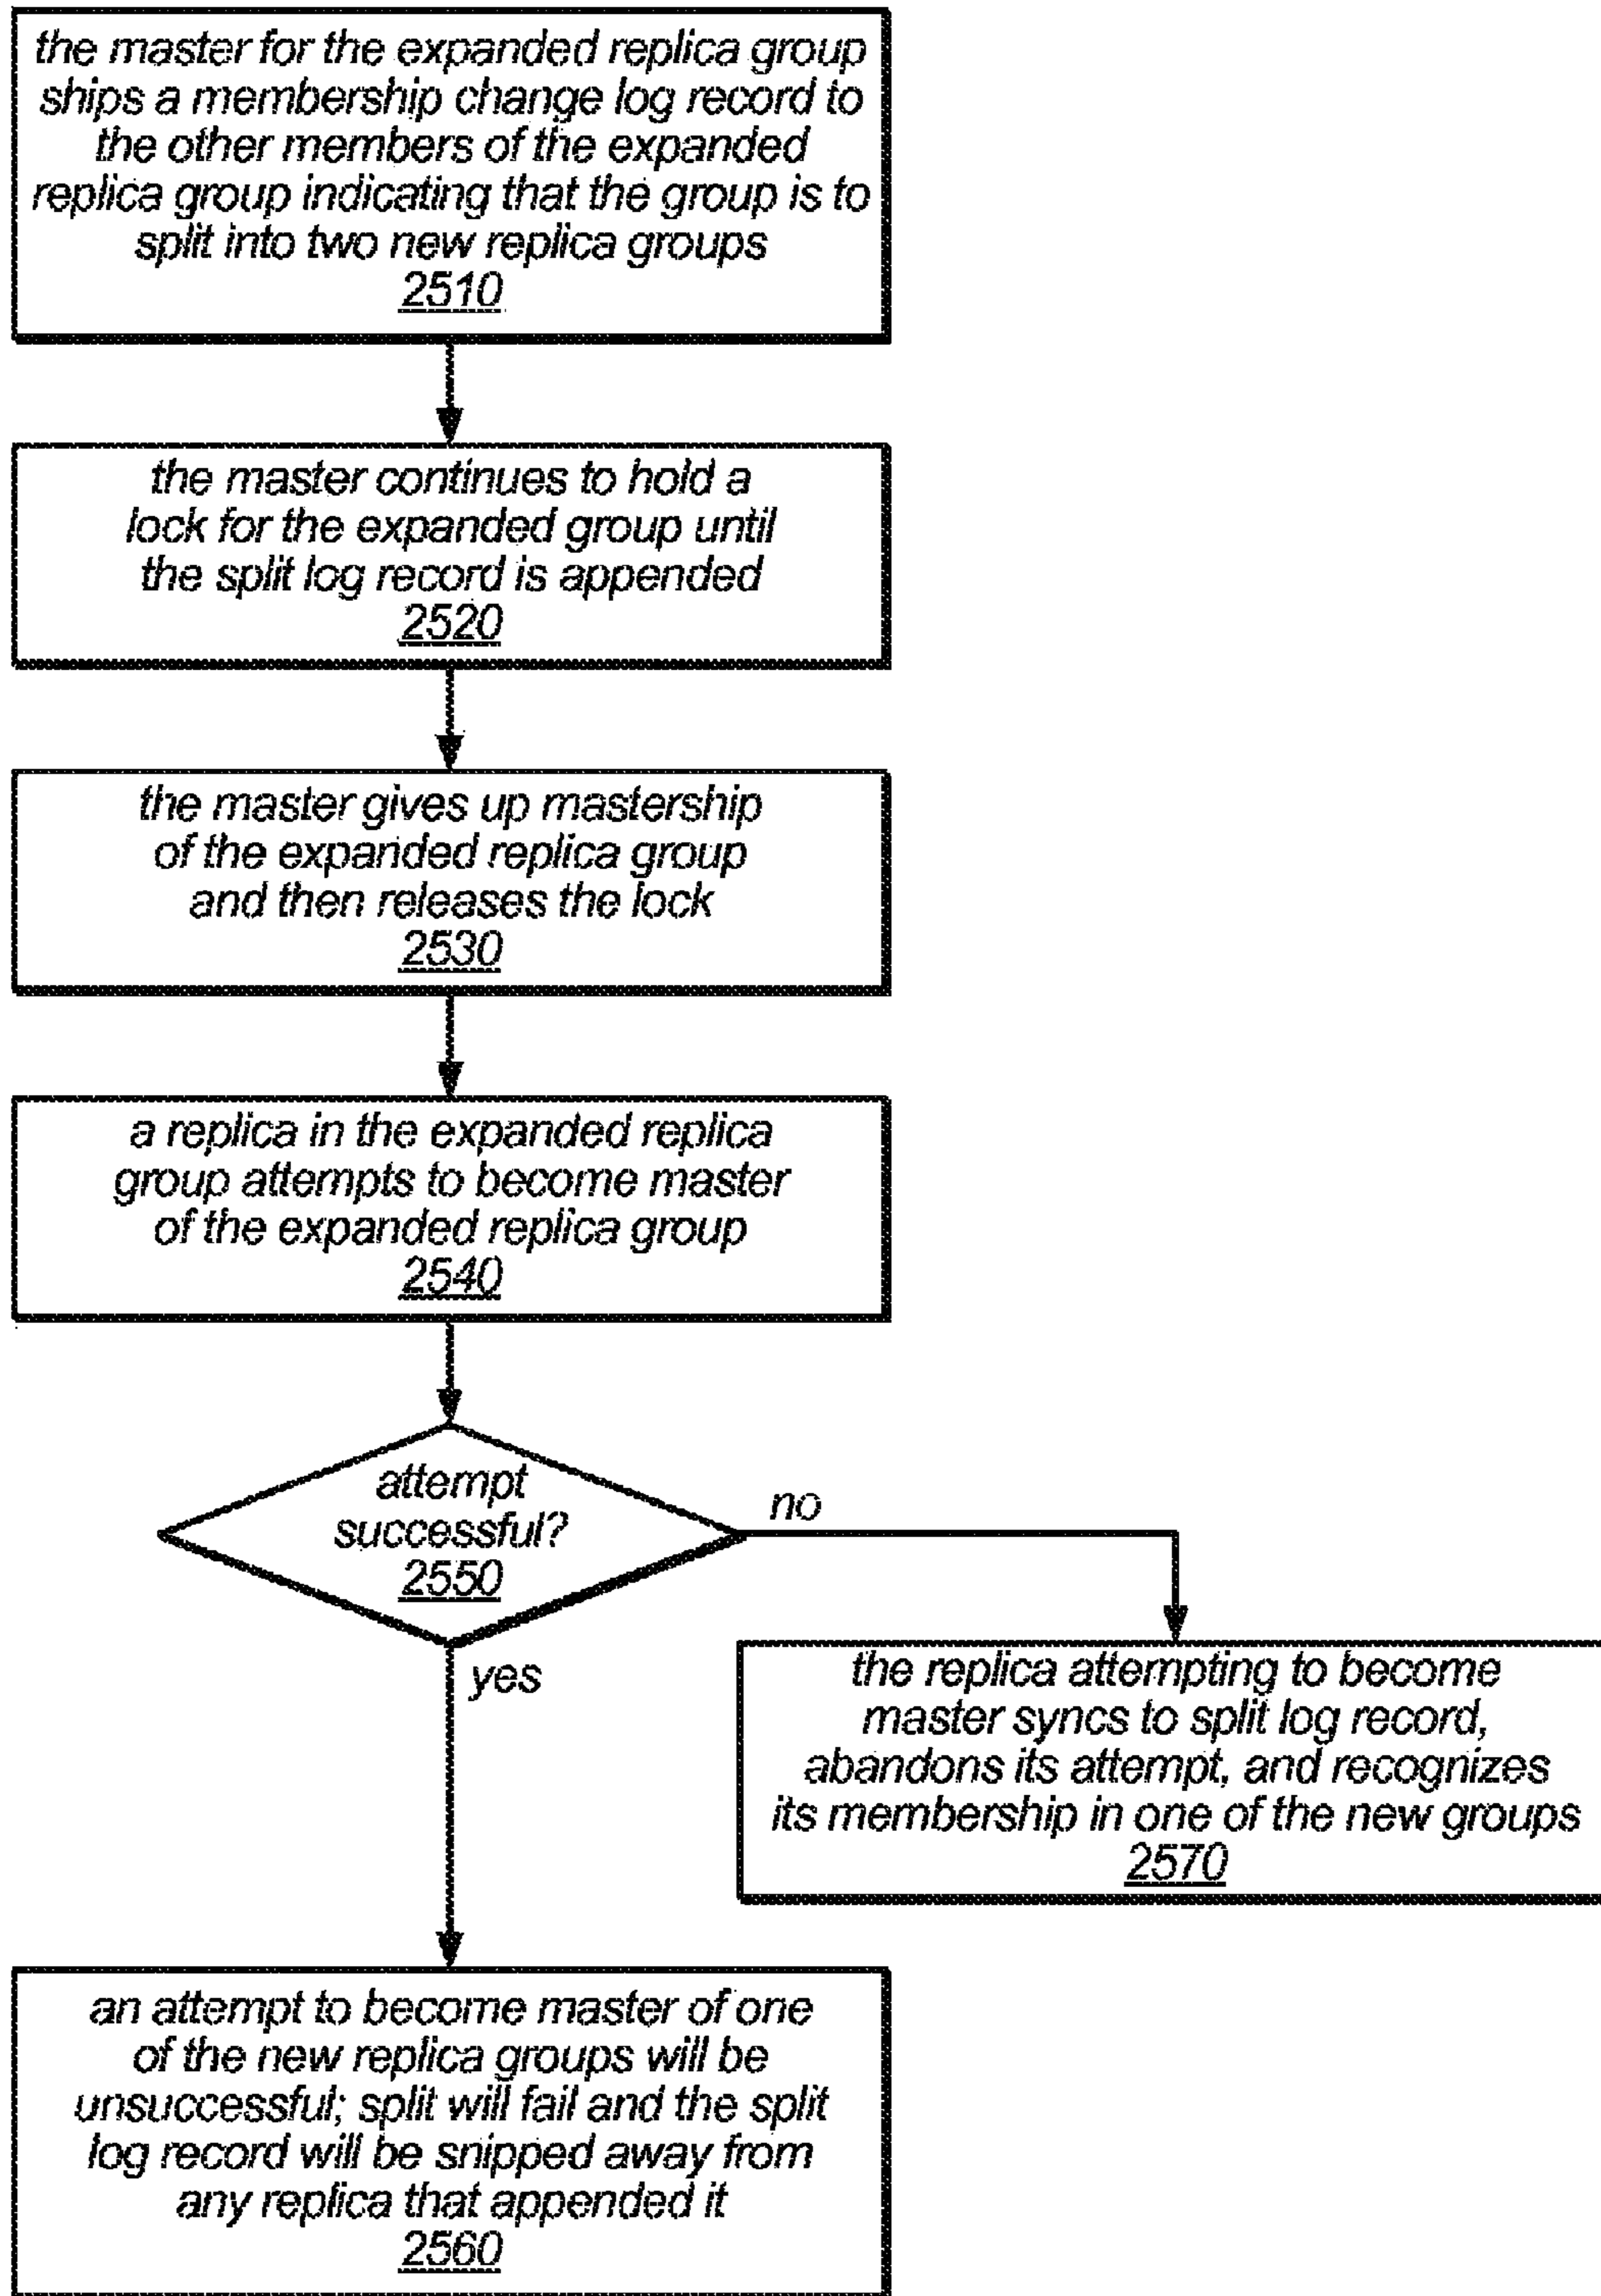 the master for the expanded replica group
ships a membership change log record to
the other members of the expanded
replica group indicating that the group is to
split into two new replica groups
2510
the master continues to hold a
lock for the expanded group until
the split log record is appended
2520
the master gives up mastership
of the expanded replica group
and then releases the lock
2530
a replica in the expanded replica
group attempts to become master
of the expanded replica group
2540
attempt
successful?
2550
no
yes
the replica attempting to become
master syncs to split log record,
abandons its attempt, and recognizes
its membership in one of the new groups
2570
an attempt to become master of one
of the new replica groups will be
unsuccessful; split will fail and the split
log record will be snipped away from
any replica that appended it
2560